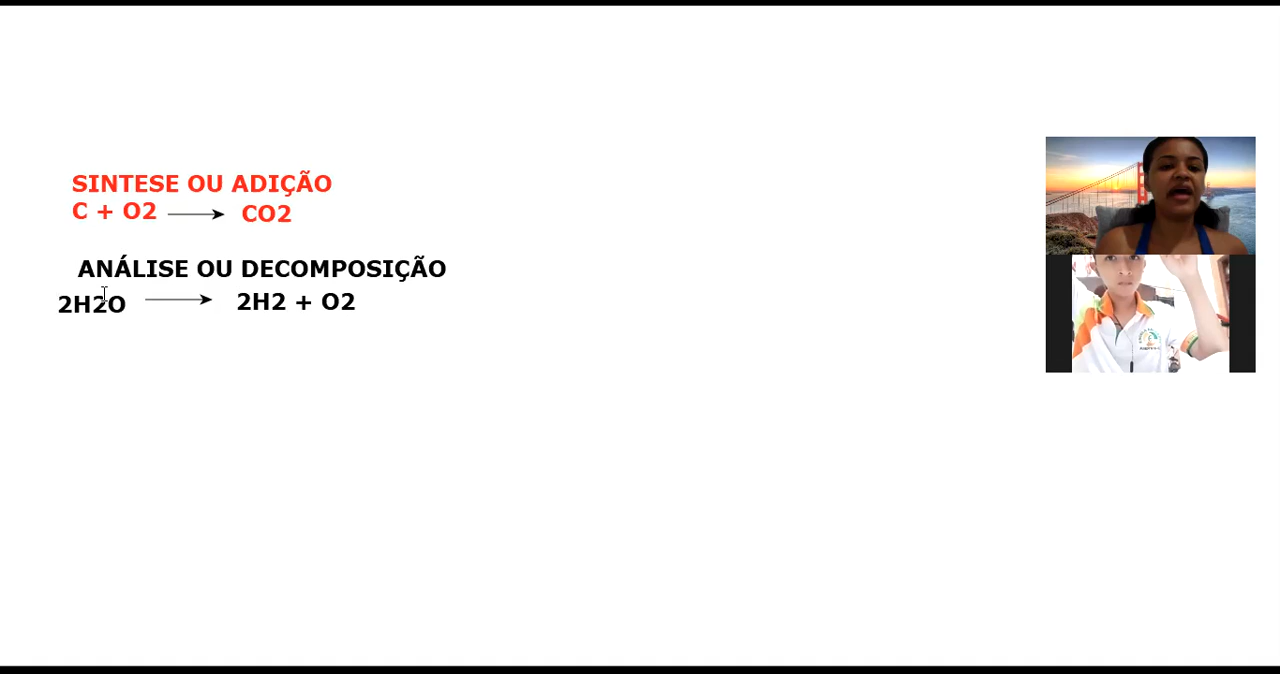 SINTESE OU ADIÇÃO
C + O2 → CO2
ANÁLISE OU DECOMPOSIÇÃO
2H2O → 2H2 + O2